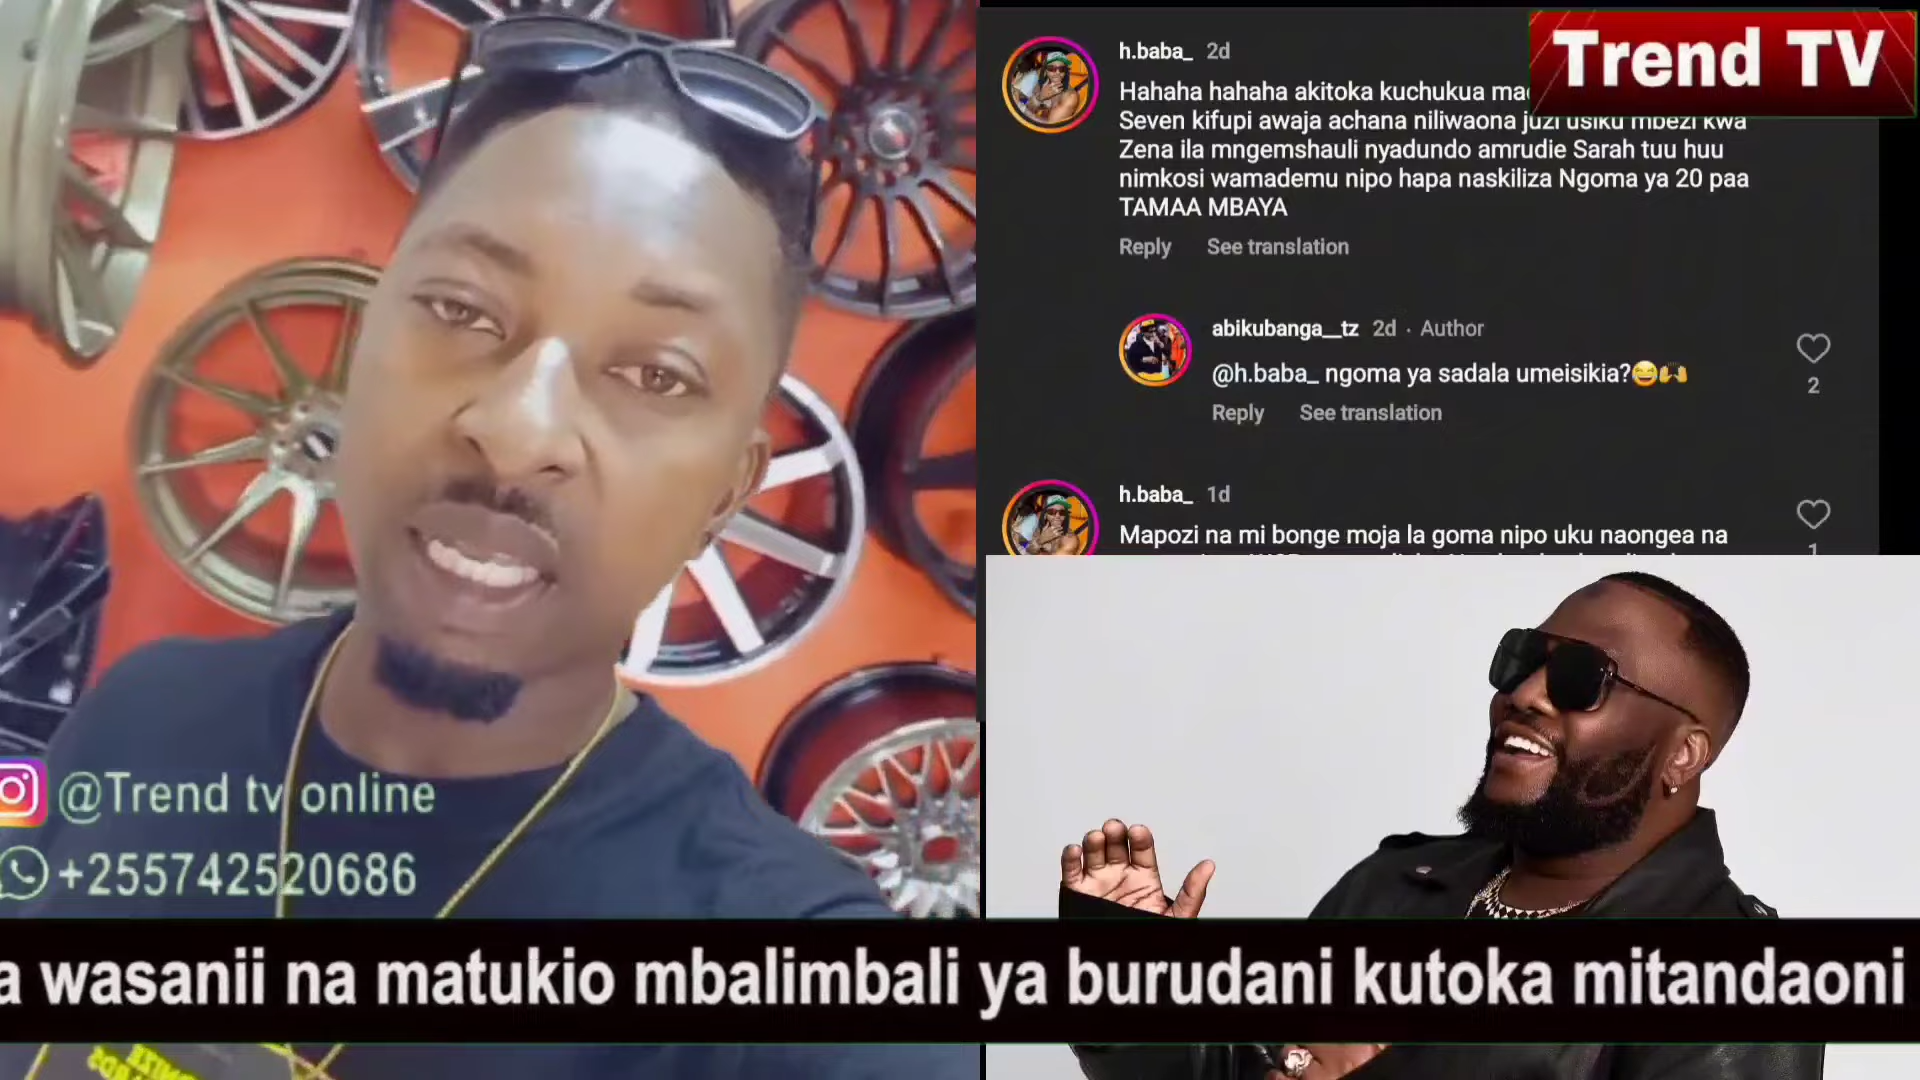 Trend TV
h.baba_ 2d
Hahaha hahaha akitoka kuchukua
Seven kifupi awaja achana niliwaona juzi usiku mbezi kwa
Zena ila mngemshauli nyadundo amrudie Sarah tuu huu
nimkosi wamademu nipo hapa naskiliza Ngoma ya 20 paa
TAMAA MBAYA
Reply See translation
abikubanga__tz 2d · Author
@h.baba_ ngoma ya sadala umeisikia?😂🙌
Reply See translation
2
h.baba_ 1d
Mapozi na mi bonge moja la goma nipo uku naongea na
1
@Trend tv online
+255742520686
a wasanii na matukio mbalimbali ya burudani kutoka mitandaoni